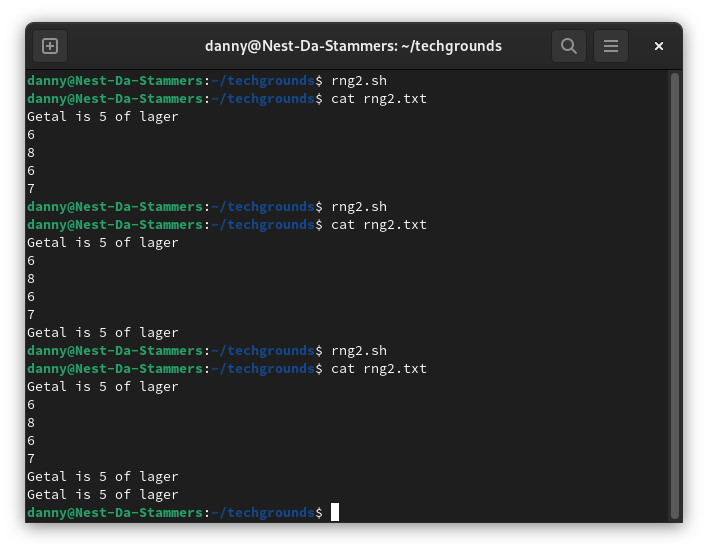 danny@Nest-Da-Stammers: ~/techgrounds
danny@Nest-Da-Stammers:~/techgrounds$ rng2.sh
danny@Nest-Da-Stammers:~/techgrounds$ cat rng2.txt
Getal is 5 of lager
6
8
6
7
danny@Nest-Da-Stammers:~/techgrounds$ rng2.sh
danny@Nest-Da-Stammers:~/techgrounds$ cat rng2.txt
Getal is 5 of lager
6
8
6
7
Getal is 5 of lager
danny@Nest-Da-Stammers:~/techgrounds$ rng2.sh
danny@Nest-Da-Stammers:~/techgrounds$ cat rng2.txt
Getal is 5 of lager
6
8
6
7
Getal is 5 of lager
Getal is 5 of lager
danny@Nest-Da-Stammers:~/techgrounds$